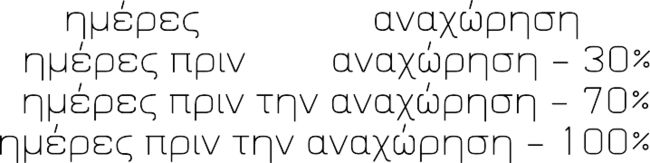 ημέρες αναχώρηση
ημέρες πριν αναχώρηση - 30%
ημέρες πριν την αναχώρηση - 70%
ημέρες πριν την αναχώρηση - 100%